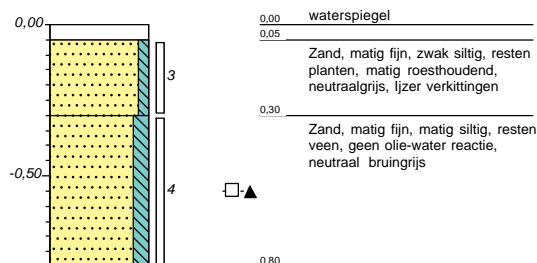 0,00
0,00 waterspiegel
0,05
Zand, matig fijn, zwak siltig, resten
planten, matig roesthoudend,
neutraalgrijs, Ijzer verkittingen
3
0,30
Zand, matig fijn, matig siltig, resten
veen, geen olie-water reactie,
neutraal bruingrijs
-0,50
4
0,80